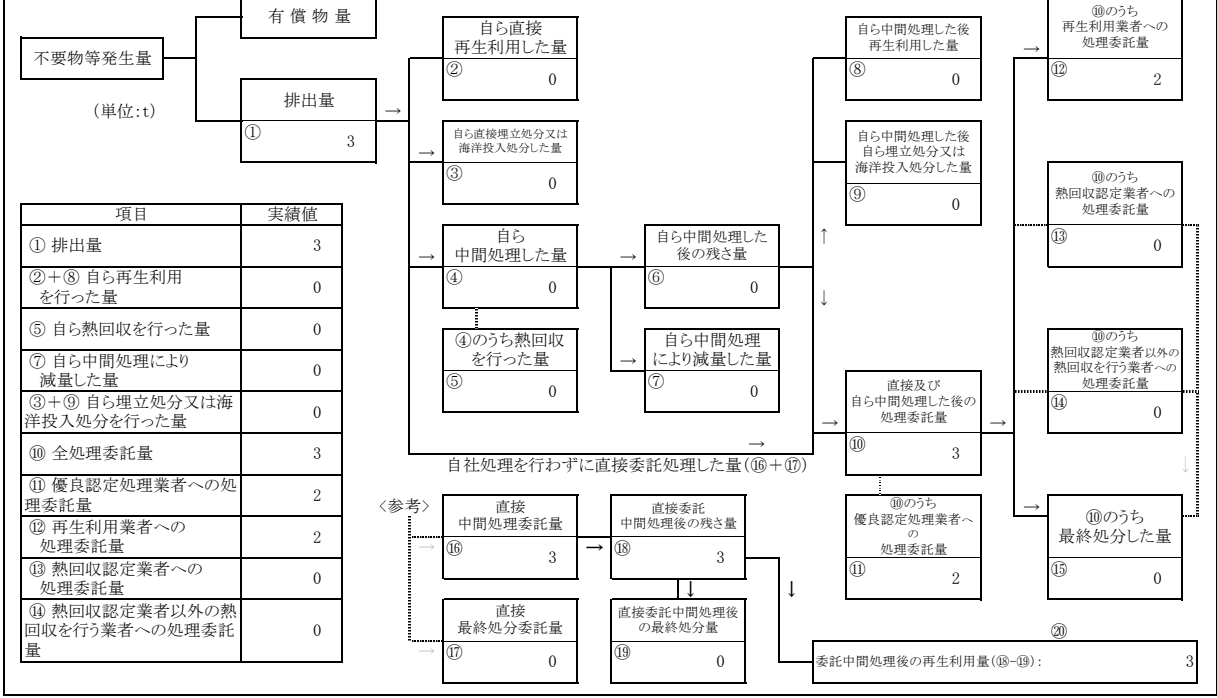 不要物等発生量
(単位:t)
有 償 物 量
排出量
①
3
自ら直接
再生利用した量
②
0
自ら直接埋立処分又は
海洋投入処分した量
③
0
自ら
中間処理した量
④
0
④のうち熱回収
を行った量
⑤
0
自ら中間処理した
後の残さ量
⑥
0
自ら中間処理
により減量した量
⑦
0
自ら中間処理した後
再生利用した量
⑧
0
自ら中間処理した後
自ら埋立処分又は
海洋投入処分した量
⑨
0
直接及び
自ら中間処理した後の
処理委託量
⑩
3
⑩のうち
優良認定処理業者へ
の
処理委託量
⑪
2
⑩のうち
再生利用業者への
処理委託量
⑫
2
⑩のうち
熱回収認定業者への
処理委託量
⑬
0
⑩のうち
熱回収認定業者以外の
熱回収を行う業者への
処理委託量
⑭
0
⑩のうち
最終処分した量
⑮
0
自社処理を行わずに直接委託処理した量(⑯+⑰)
〈参考〉
直接
中間処理委託量
⑯
3
直接
最終処分委託量
⑰
0
直接委託
中間処理後の残さ量
⑱
3
直接委託中間処理後
の最終処分量
⑲
0
⑳
委託中間処理後の再生利用量(⑱-⑲): 3
項目 実績値
① 排出量 3
②+⑧ 自ら再生利用
を行った量 0
⑤ 自ら熱回収を行った量 0
⑦ 自ら中間処理により
減量した量 0
③+⑨ 自ら埋立処分又は海
洋投入処分を行った量 0
⑩ 全処理委託量 3
⑪ 優良認定処理業者への処
理委託量 2
⑫ 再生利用業者への
処理委託量 2
⑬ 熱回収認定業者への
処理委託量 0
⑭ 熱回収認定業者以外の熱
回収を行う業者への処理委託
量 0